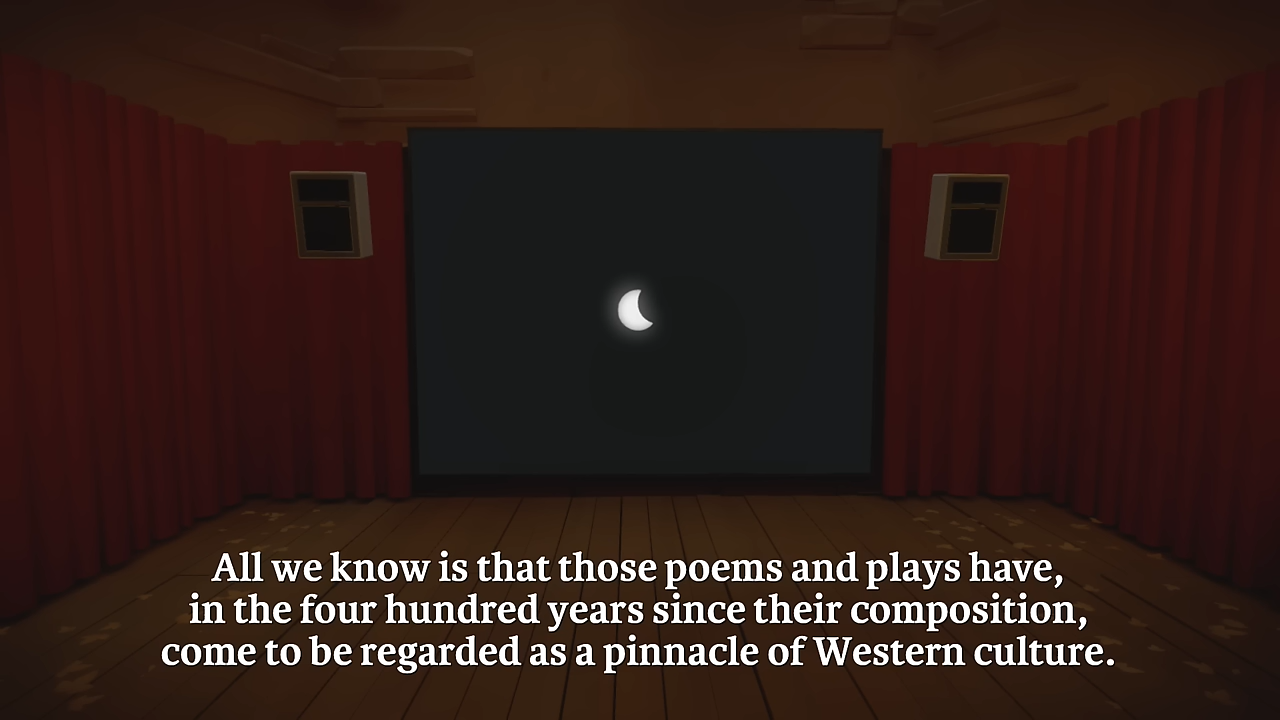 All we know is that those poems and plays have,
in the four hundred years since their composition,
come to be regarded as a pinnacle of Western culture.